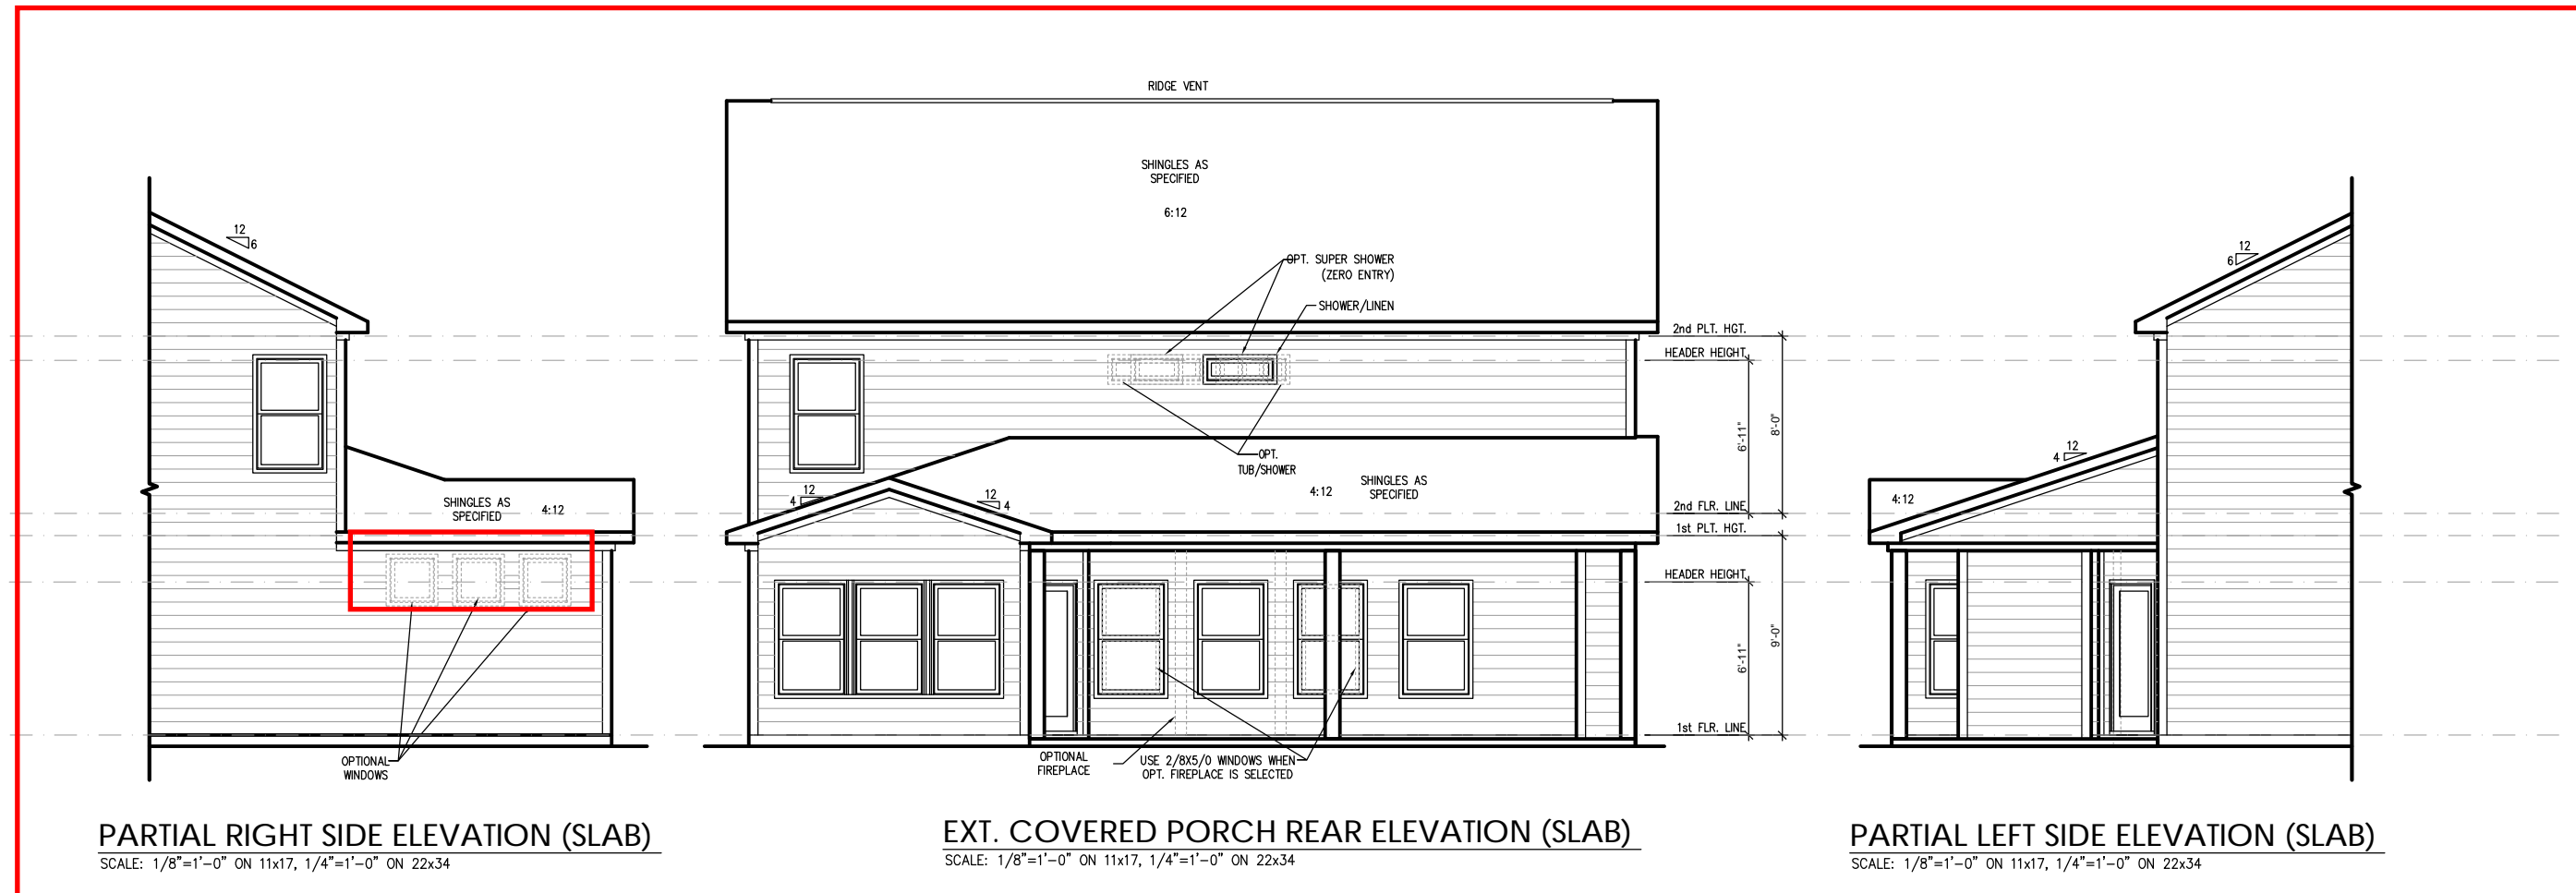 12
6
SHINGLES AS
SPECIFIED
4:12
OPTIONAL
WINDOWS
PARTIAL RIGHT SIDE ELEVATION (SLAB)
SCALE: 1/8"=1'-0" ON 11x17, 1/4"=1'-0" ON 22x34
RIDGE VENT
SHINGLES AS
SPECIFIED
6:12
OPT. SUPER SHOWER
(ZERO ENTRY)
SHOWER/LINEN
OPT.
TUB/SHOWER
12
4
12
4
4:12
SHINGLES AS
SPECIFIED
OPTIONAL
FIREPLACE
USE 2/8X5/0 WINDOWS WHEN
OPT. FIREPLACE IS SELECTED
2nd PLT. HGT.
HEADER HEIGHT
6'-11"
8'-0"
2nd FLR. LINE
1st PLT. HGT.
HEADER HEIGHT
6'-11"
9'-0"
1st FLR. LINE
EXT. COVERED PORCH REAR ELEVATION (SLAB)
SCALE: 1/8"=1'-0" ON 11x17, 1/4"=1'-0" ON 22x34
12
6
12
4
4:12
PARTIAL LEFT SIDE ELEVATION (SLAB)
SCALE: 1/8"=1'-0" ON 11x17, 1/4"=1'-0" ON 22x34